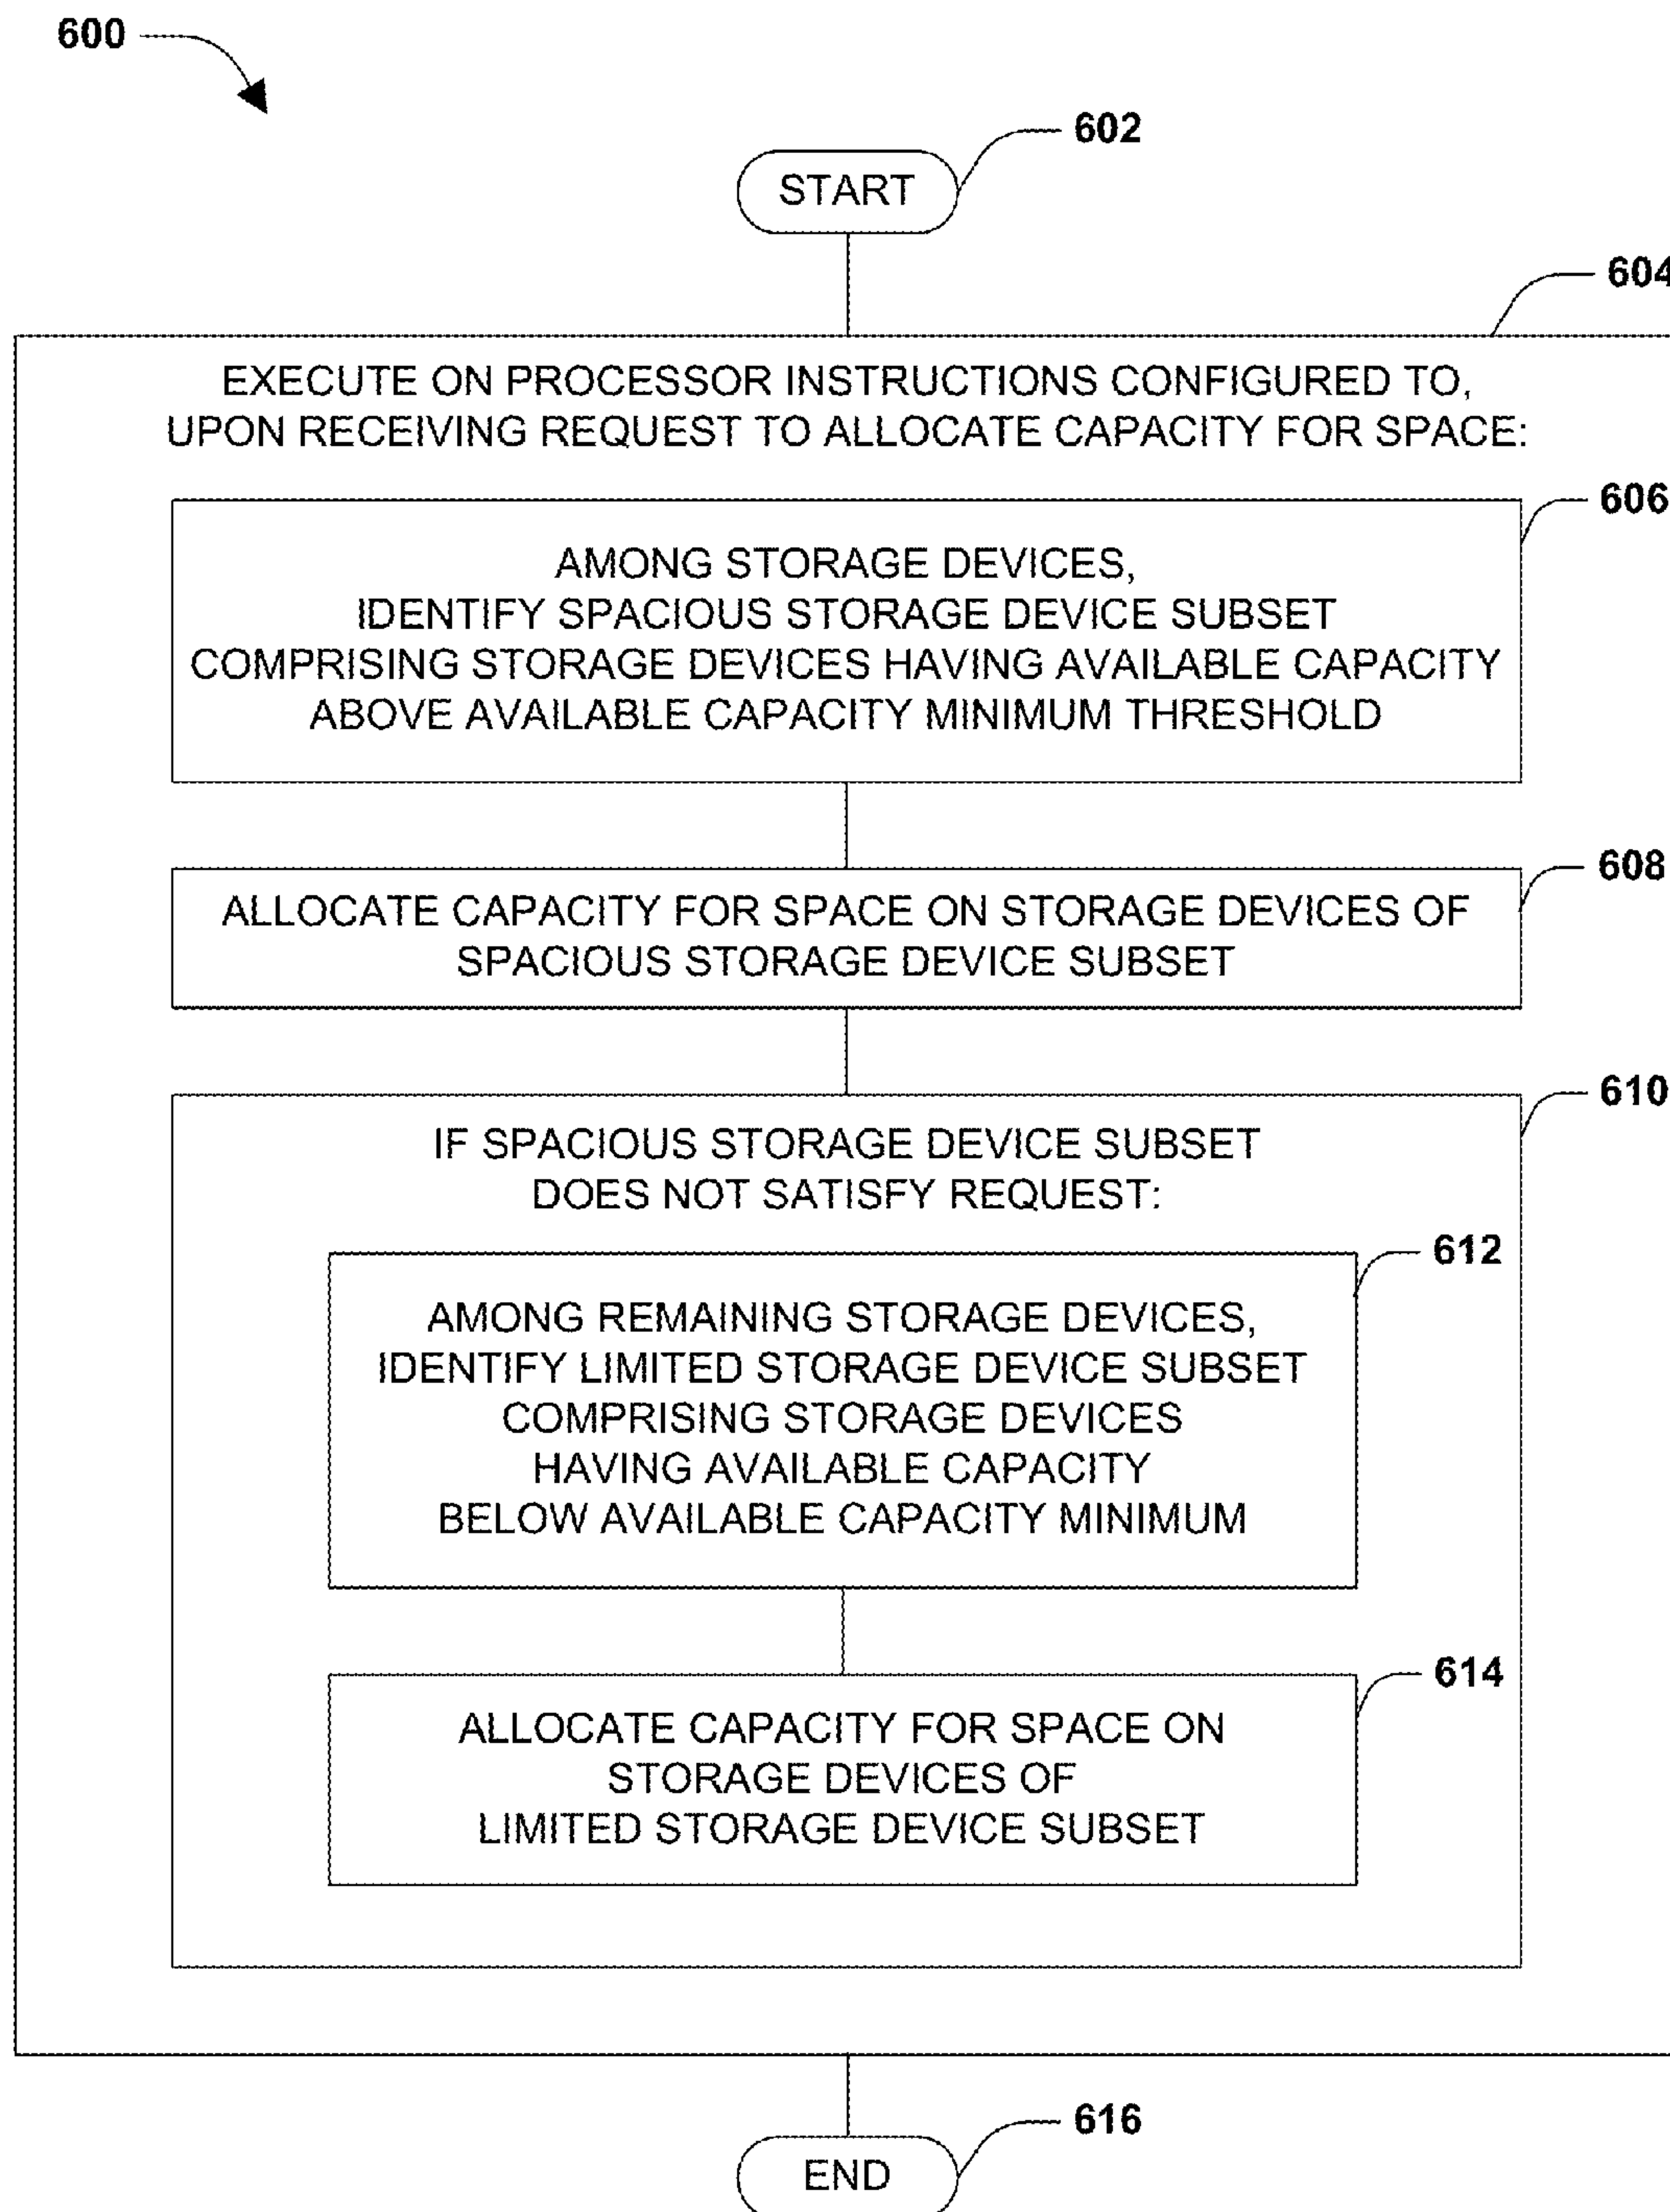 600
602
START
604
EXECUTE ON PROCESSOR INSTRUCTIONS CONFIGURED TO,
UPON RECEIVING REQUEST TO ALLOCATE CAPACITY FOR SPACE:
606
AMONG STORAGE DEVICES,
IDENTIFY SPACIOUS STORAGE DEVICE SUBSET
COMPRISING STORAGE DEVICES HAVING AVAILABLE CAPACITY
ABOVE AVAILABLE CAPACITY MINIMUM THRESHOLD
608
ALLOCATE CAPACITY FOR SPACE ON STORAGE DEVICES OF
SPACIOUS STORAGE DEVICE SUBSET
610
IF SPACIOUS STORAGE DEVICE SUBSET
DOES NOT SATISFY REQUEST:
612
AMONG REMAINING STORAGE DEVICES,
IDENTIFY LIMITED STORAGE DEVICE SUBSET
COMPRISING STORAGE DEVICES
HAVING AVAILABLE CAPACITY
BELOW AVAILABLE CAPACITY MINIMUM
614
ALLOCATE CAPACITY FOR SPACE ON
STORAGE DEVICES OF
LIMITED STORAGE DEVICE SUBSET
616
END